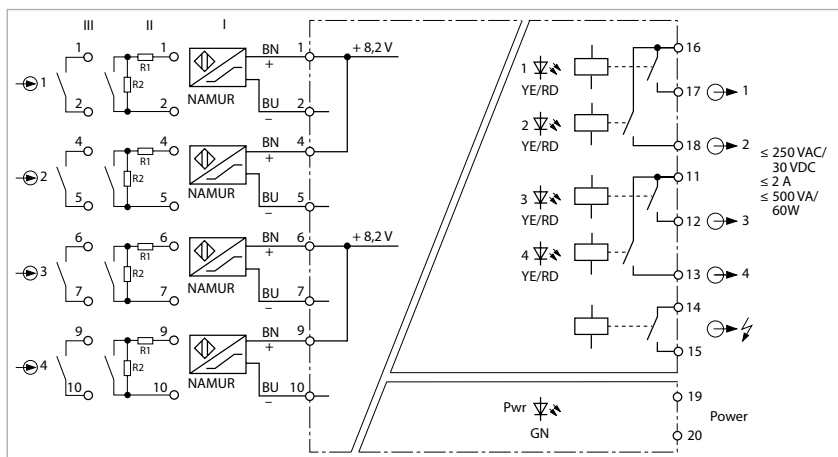 III II I
1 1 BN 1 + 8,2 V
+
R1
R2
1
2 2 NAMUR BU 2
–
4 4 BN 4
+
R1
R2
2
5 5 NAMUR BU 5
–
6 6 BN 6 + 8,2 V
+
R1
R2
3
7 7 NAMUR BU 7
–
9 9 BN 9
+
R1
R2
4
10 10 NAMUR BU 10
–
16
1
YE/RD
17 1
2
YE/RD
18 2
≤ 250 VAC/
30 VDC
≤ 2 A
≤ 500 VA/
60W
11
3
YE/RD
12 3
4
YE/RD
13 4
14
15
Pwr
GN
19
Power
20